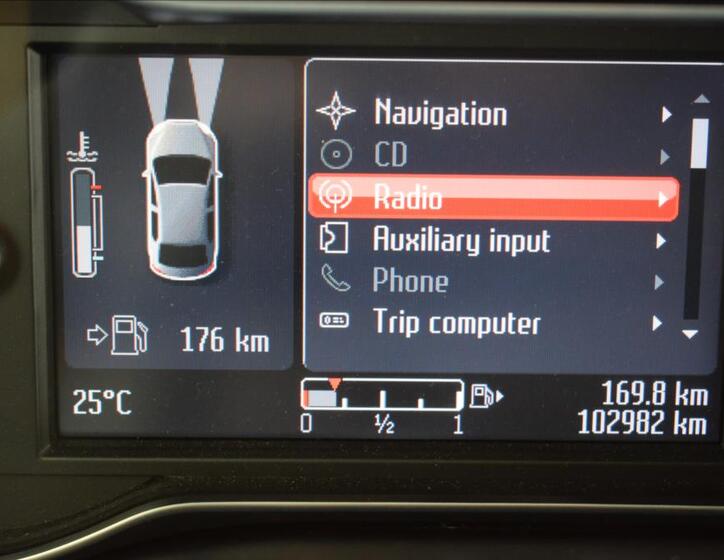 Navigation
CD
Radio
Auxiliary input
Phone
Trip computer
176 km
25°C
0 ½ 1
169.8 km
102982 km